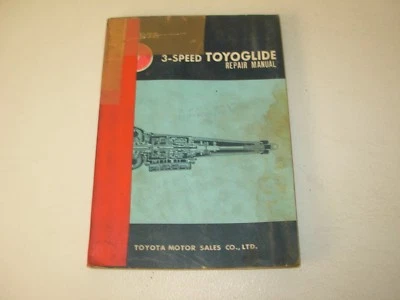 3-SPEED TOYOGLIDE
REPAIR MANUAL
TOYOTA MOTOR SALES CO., LTD.